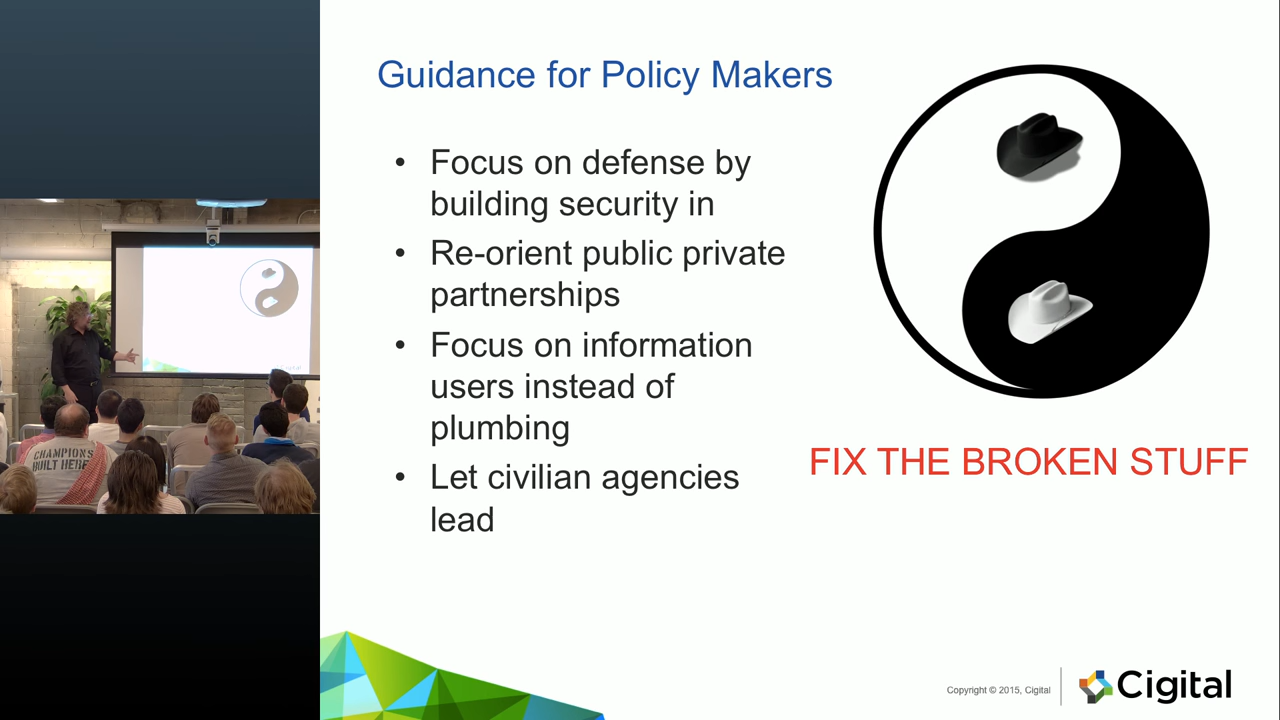 Guidance for Policy Makers
• Focus on defense by
building security in
• Re-orient public private
partnerships
• Focus on information
users instead of
plumbing
• Let civilian agencies
lead
FIX THE BROKEN STUFF
CHAMPIONS
BUILT HERE
Copyright © 2015, Cigital
Cigital